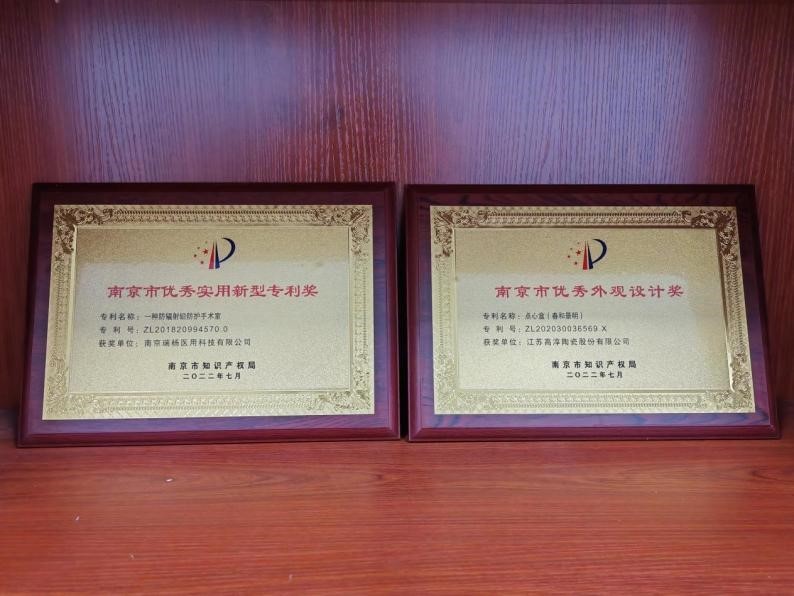 南京市优秀实用新型专利奖
专利名称：一种防辐射铅防护手术室
专 利 号：ZL201820994570.0
获奖单位：南京瑞杨医用科技有限公司
南京市知识产权局
二〇二二年七月
南京市优秀外观设计奖
专利名称：点心盒（春和景明）
专 利 号：ZL202030036569.X
获奖单位：江苏高淳陶瓷股份有限公司
南京市知识产权局
二〇二二年七月